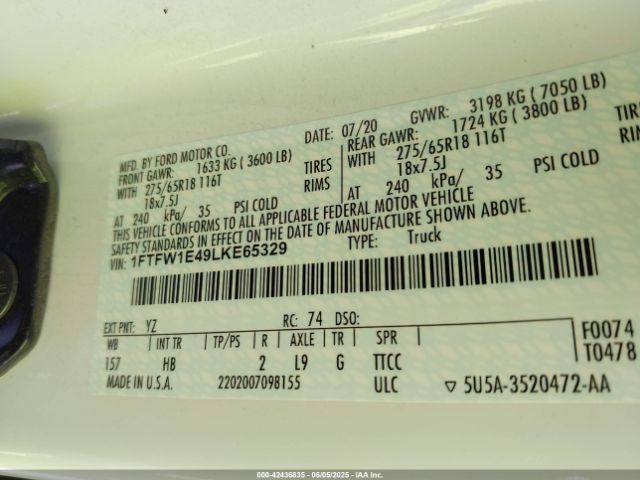 MFD. BY FORD MOTOR CO.
DATE: 07/20 GVWR: 3198 KG ( 7050 LB)
FRONT GAWR: 1633 KG ( 3600 LB) REAR GAWR: 1724 KG ( 3800 LB)
WITH 275/65R18 116T TIRES WITH 275/65R18 116T TIRES
18x7.5J RIMS 18x7.5J RIMS
AT 240 kPa/ 35 PSI COLD AT 240 kPa/ 35 PSI COLD
THIS VEHICLE CONFORMS TO ALL APPLICABLE FEDERAL MOTOR VEHICLE
SAFETY STANDARDS IN EFFECT ON THE DATE OF MANUFACTURE SHOWN ABOVE.
VIN: 1FTFW1E49LKE65329 TYPE: Truck
EXT PNT: YZ RC: 74 DSO:
WB INT TR TP/PS R AXLE TR SPR F0074
157 HB 2 L9 G TTCC T0478
MADE IN U.S.A. 2202007098155 ULC ▽ 5U5A-3520472-AA
000-42436835 - 06/05/2025 - IAA Inc.